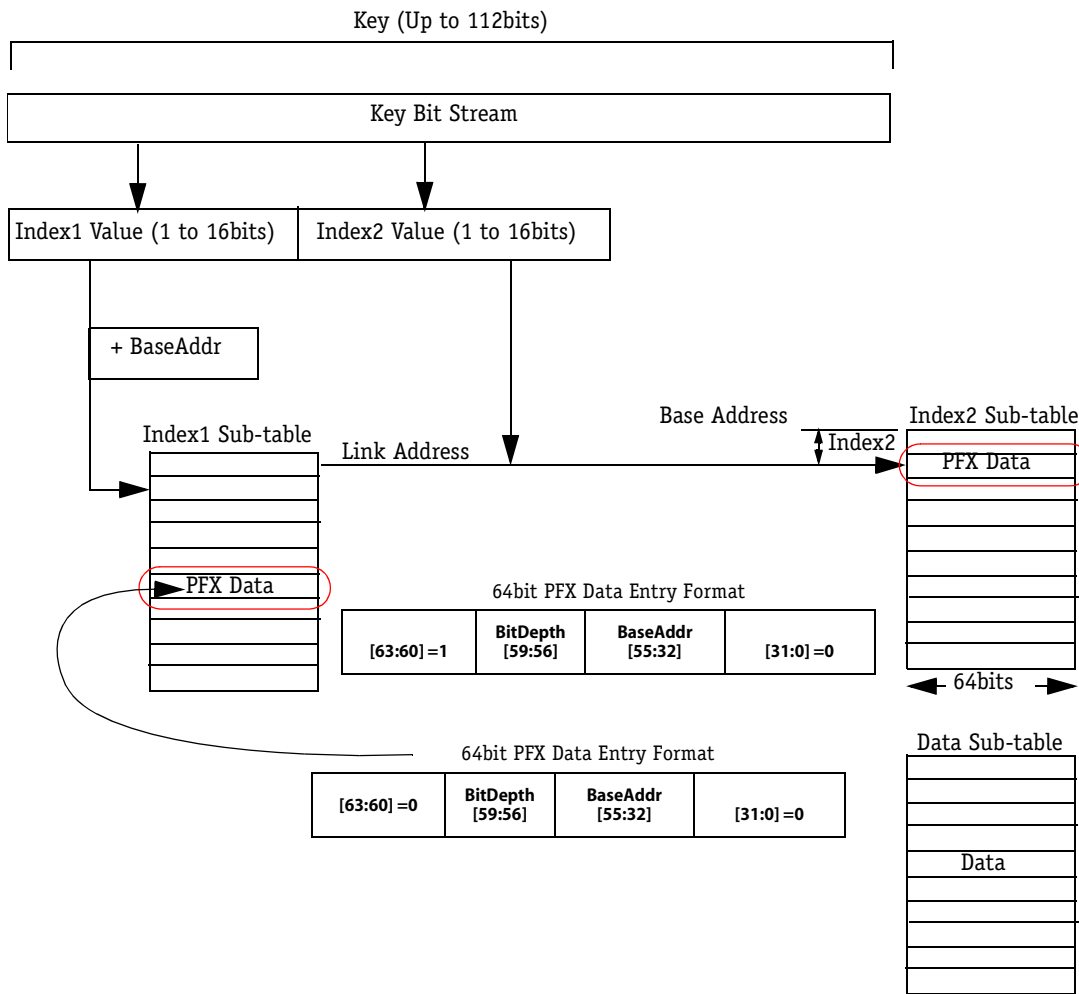 Key (Up to 112bits)
Key Bit Stream
Index1 Value (1 to 16bits)
Index2 Value (1 to 16bits)
+ BaseAddr
Base Address
Index2 Sub-table
Index1 Sub-table
Link Address
Index2
PFX Data
PFX Data
64bit PFX Data Entry Format
[63:60] =1
BitDepth
[59:56]
BaseAddr
[55:32]
[31:0] =0
64bits
64bit PFX Data Entry Format
Data Sub-table
[63:60] =0
BitDepth
[59:56]
BaseAddr
[55:32]
[31:0] =0
Data